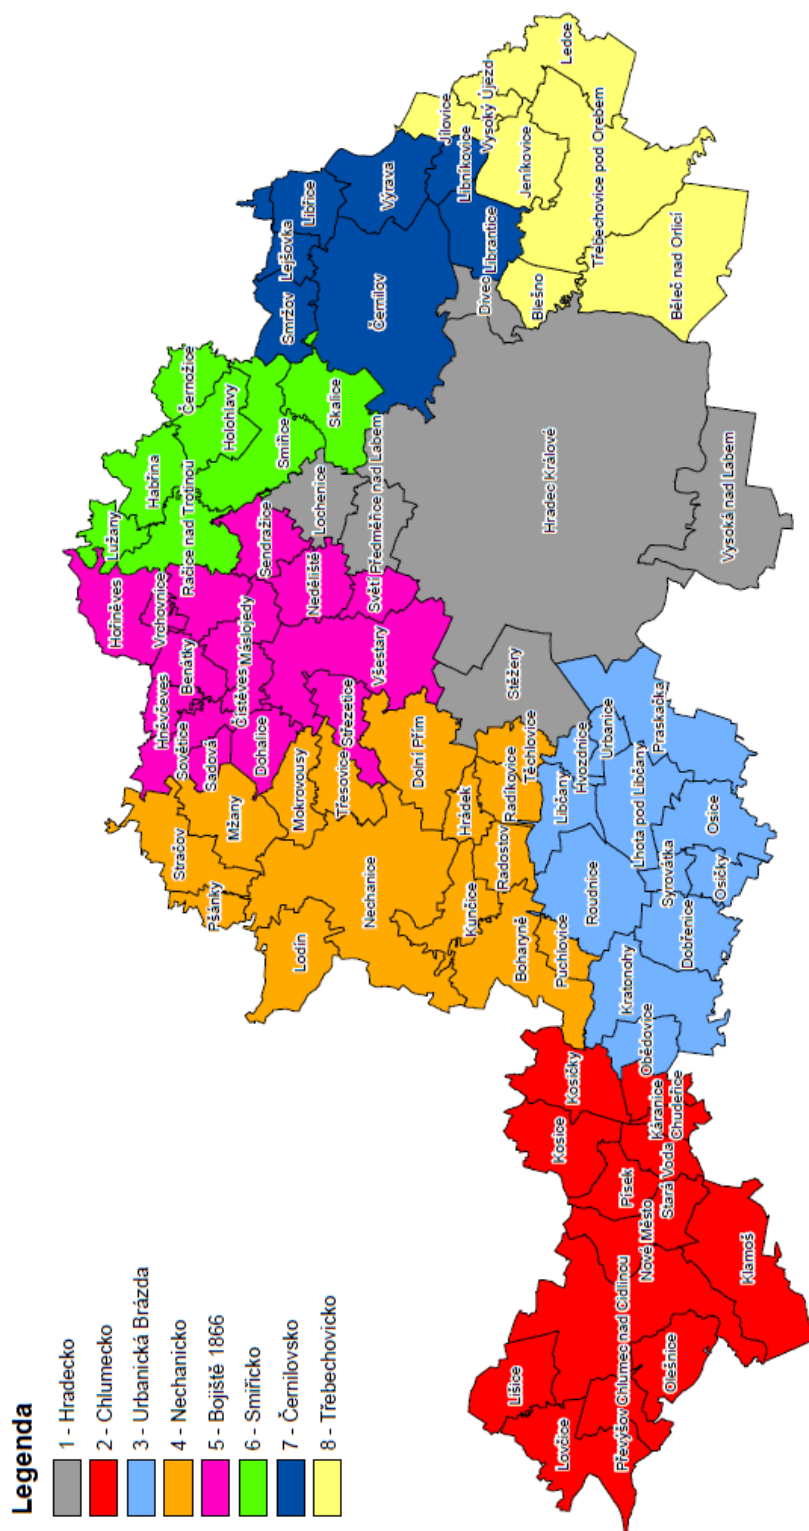 Legenda
1 - Hradecko
2 - Chlumecko
3 - Urbanická Brázda
4 - Nechanicko
5 - Bojiště 1866
6 - Smiřicko
7 - Černilovsko
8 - Třebechovicko
Lovčice
Lišice
Převýšov
Chlumec nad Cidlinou
Olešnice
Klamoš
Nové Město
Písek
Stará Voda
Kosice
Kosičky
Káranice
Chudeřice
Obědovice
Kratonohy
Dobřenice
Roudnice
Syrovátka
Osičky
Osice
Lhota pod Libčany
Libčany
Hvozdnice
Urbanice
Praskačka
Lodín
Pšánky
Stračov
Mžany
Mokrovousy
Třesovice
Nechanice
Kunčice
Boharyně
Puchlovice
Radostov
Hrádek
Radíkovice
Těchlovice
Dolní Přím
Sovětice
Hněvčeves
Sadová
Dohalice
Střezetice
Benátky
Čistěves
Máslojedy
Vrchovnice
Hořiněves
Všestary
Světí
Neděliště
Sendražice
Lužany
Račice nad Trotinou
Habřina
Holohlavy
Černožice
Smiřice
Skalice
Lochenice
Předměřice nad Labem
Stěžery
Hradec Králové
Vysoká nad Labem
Divec
Smržov
Lejšovka
Libřice
Černilov
Výrava
Librantice
Libníkovice
Jílovice
Vysoký Újezd
Ledce
Jeníkovice
Třebechovice pod Orebem
Blešno
Běleč nad Orlicí